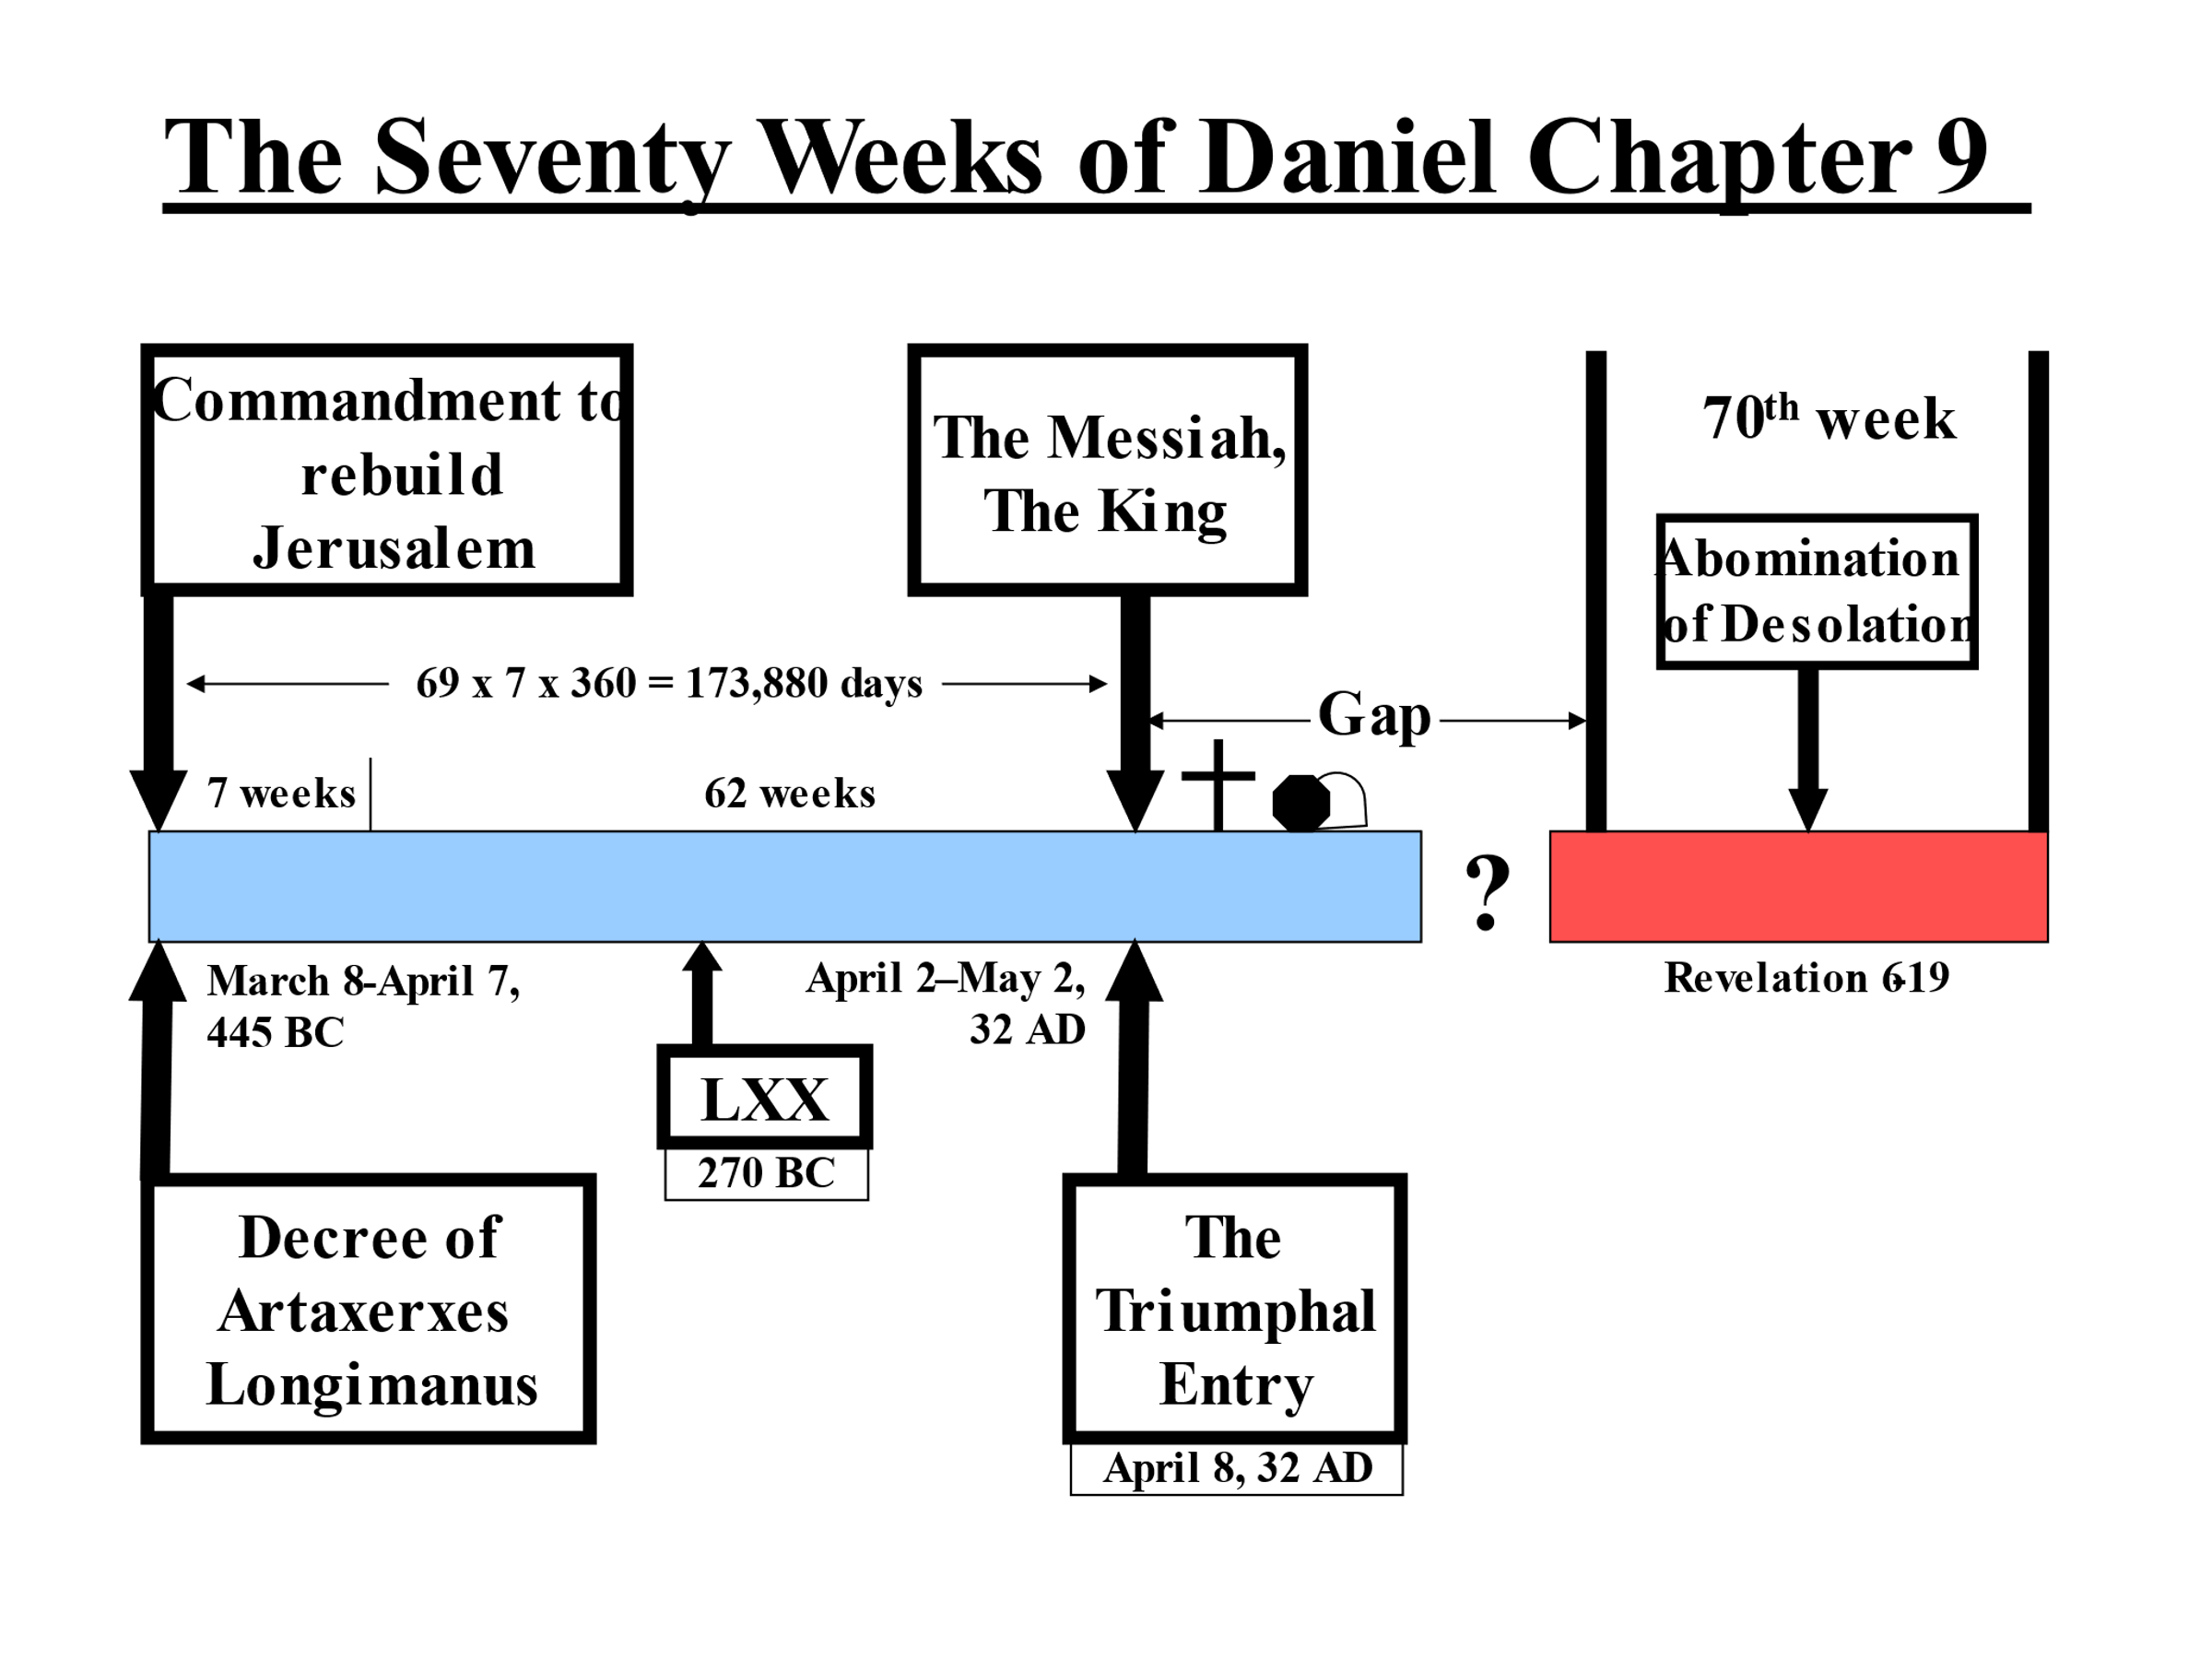 The Seventy Weeks of Daniel Chapter 9
Commandment to
rebuild
Jerusalem
The Messiah,
The King
70th week
Abomination
of Desolation
69 x 7 x 360 = 173,880 days
Gap
7 weeks
62 weeks
?
March 8-April 7,
445 BC
April 2–May 2,
32 AD
Revelation 6-19
LXX
270 BC
Decree of
Artaxerxes
Longimanus
The
Triumphal
Entry
April 8, 32 AD